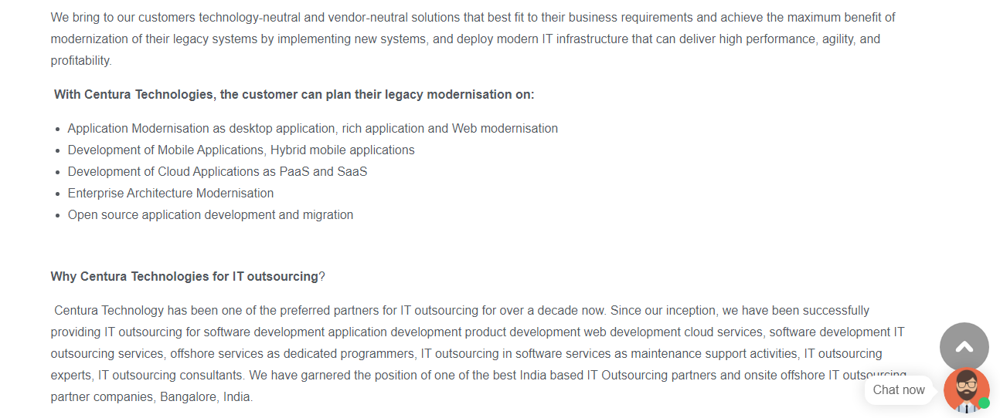 We bring to our customers technology-neutral and vendor-neutral solutions that best fit to their business requirements and achieve the maximum benefit of
modernization of their legacy systems by implementing new systems, and deploy modern IT infrastructure that can deliver high performance, agility, and
profitability.
With Centura Technologies, the customer can plan their legacy modernisation on:
• Application Modernisation as desktop application, rich application and Web modernisation
• Development of Mobile Applications, Hybrid mobile applications
• Development of Cloud Applications as PaaS and SaaS
• Enterprise Architecture Modernisation
• Open source application development and migration
Why Centura Technologies for IT outsourcing?
Centura Technology has been one of the preferred partners for IT outsourcing for over a decade now. Since our inception, we have been successfully
providing IT outsourcing for software development application development product development web development cloud services, software development IT
outsourcing services, offshore services as dedicated programmers, IT outsourcing in software services as maintenance support activities, IT outsourcing
experts, IT outsourcing consultants. We have garnered the position of one of the best India based IT Outsourcing partners and onsite offshore IT outsourcing
partner companies, Bangalore, India.
Chat now